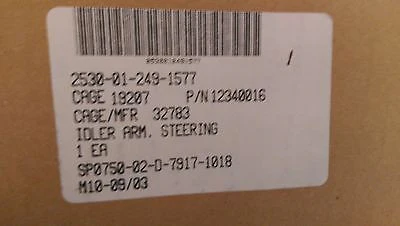 2530-01-249-1577
CAGE 19207 P/N 12340016
CAGE/MFR 32783
IDLER ARM, STEERING
1 EA
SP0750-02-D-7917-1018
M10-09/03